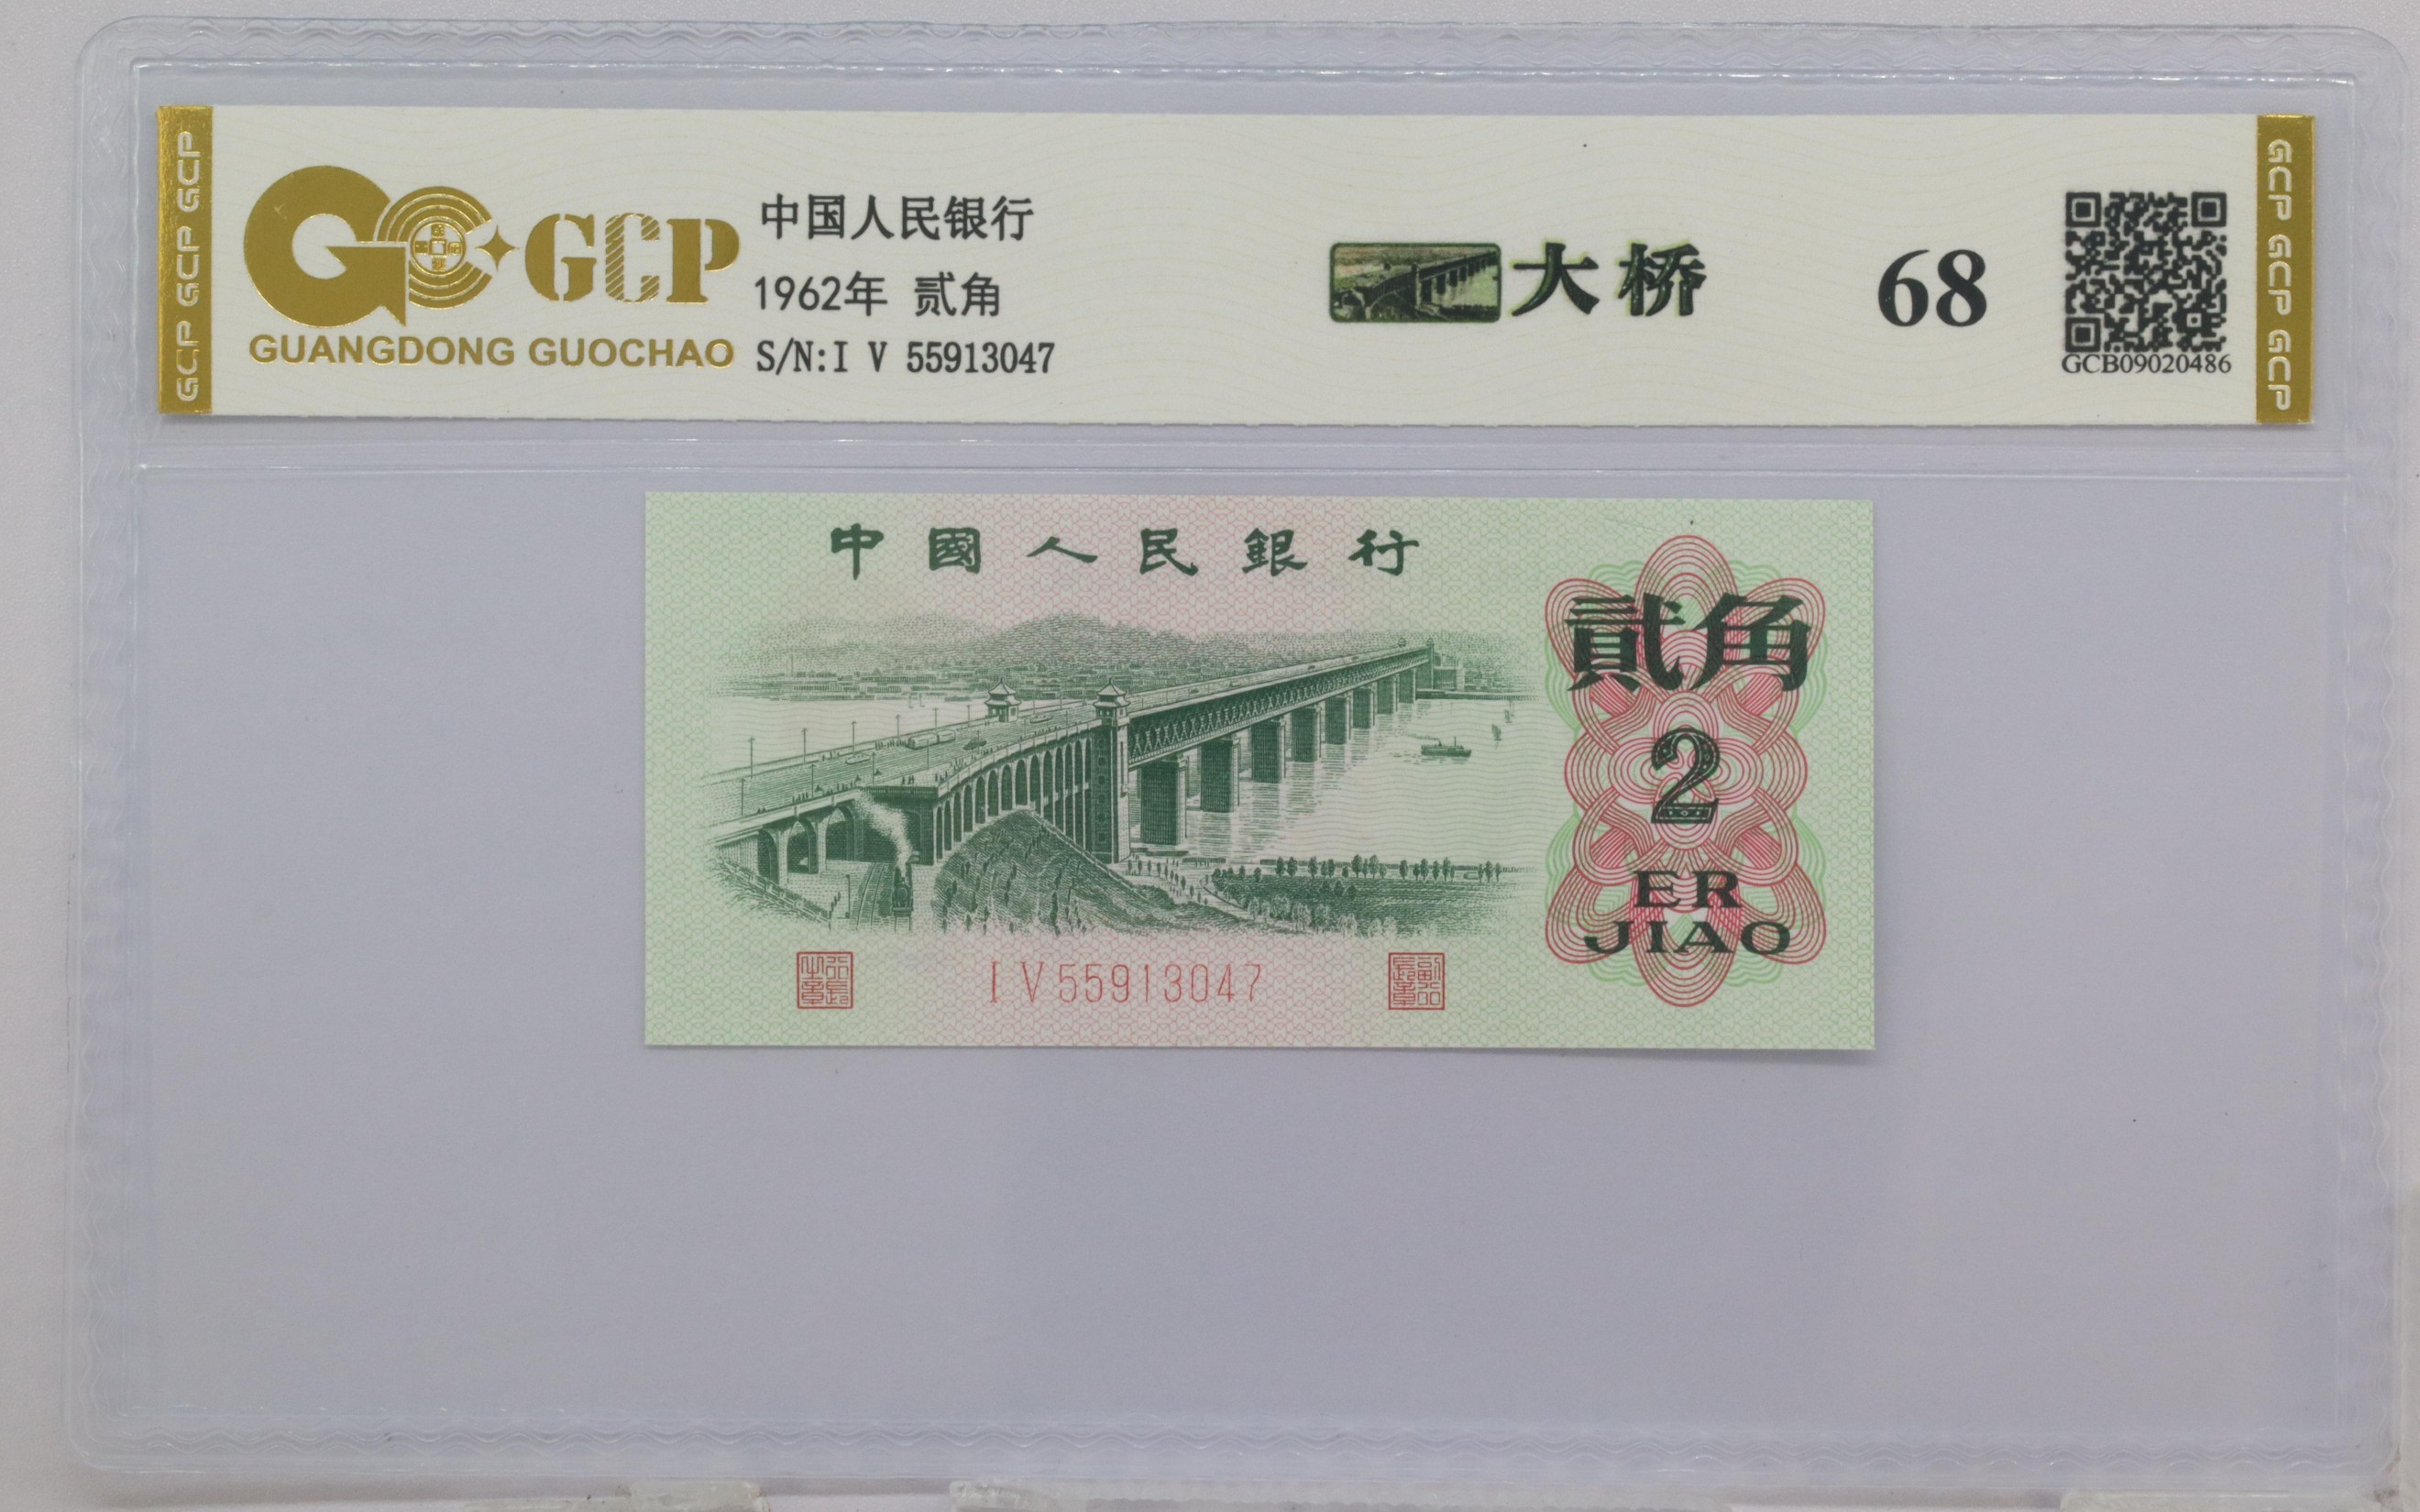 GCP GCP GCP
GCP
GUANGDONG GUOCHAO
中国人民银行
1962年 贰角
S/N:I V 55913047
大桥
68
GCB09020486
GCP GCP GCP
中國人民銀行
貳角
2
ER
JIAO
I V 55913047